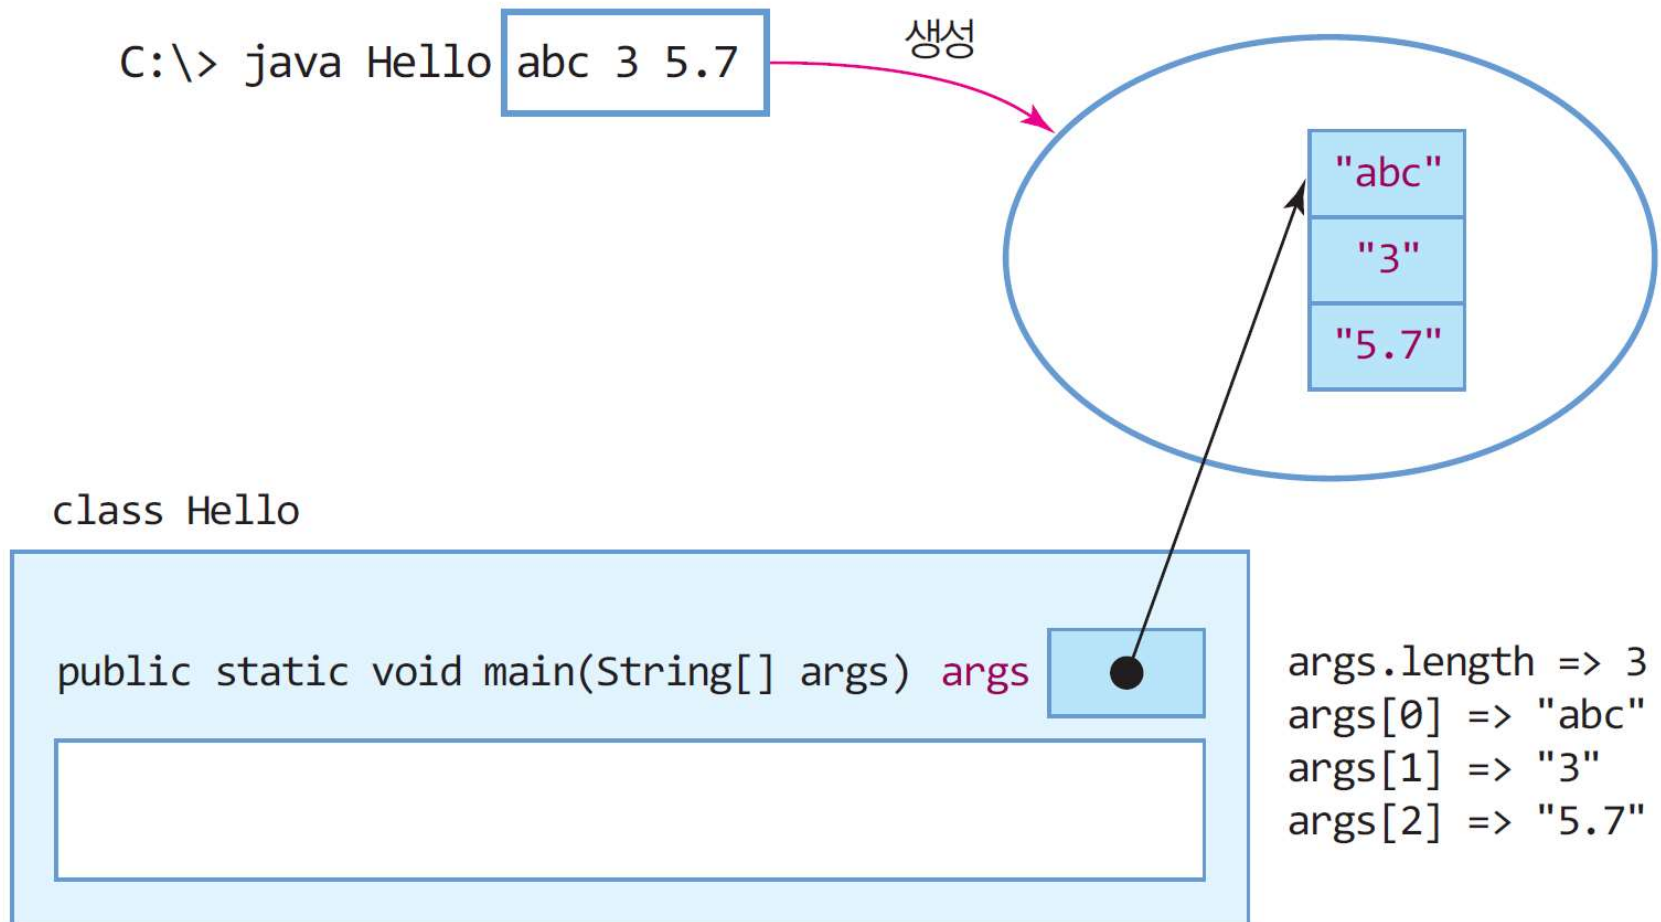 C:\> java Hello abc 3 5.7
생성
"abc"
"3"
"5.7"
class Hello
public static void main(String[] args) args
args.length => 3
args[0] => "abc"
args[1] => "3"
args[2] => "5.7"